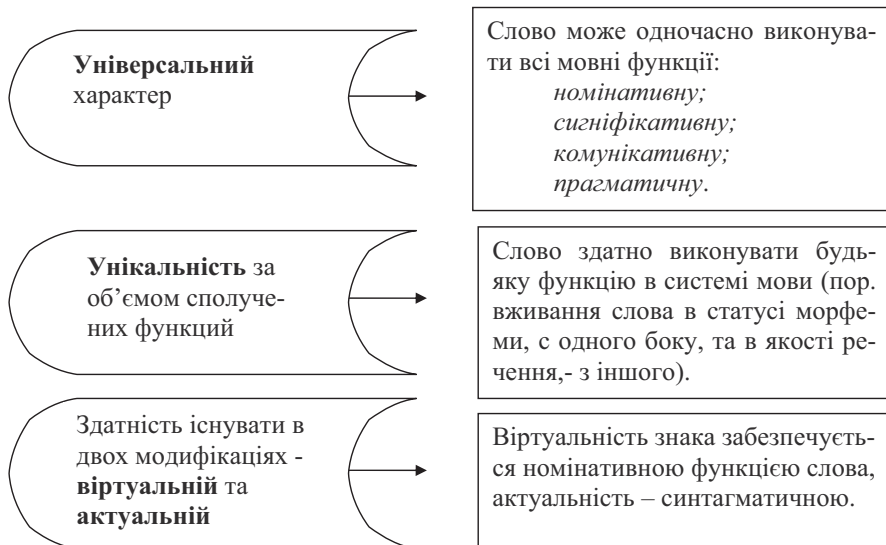 Універсальний
характер
Слово може одночасно виконува-
ти всі мовні функції:
номінативну;
сигніфікативну;
комунікативну;
прагматичну.
Унікальність за
об’ємом сполуче-
них функций
Слово здатно виконувати будь-
яку функцію в системі мови (пор.
вживання слова в статусі морфе-
ми, с одного боку, та в якості ре-
чення,- з іншого).
Здатність існувати в
двох модифікаціях -
віртуальній та
актуальній
Віртуальність знака забезпечуєть-
ся номінативною функцією слова,
актуальність – синтагматичною.